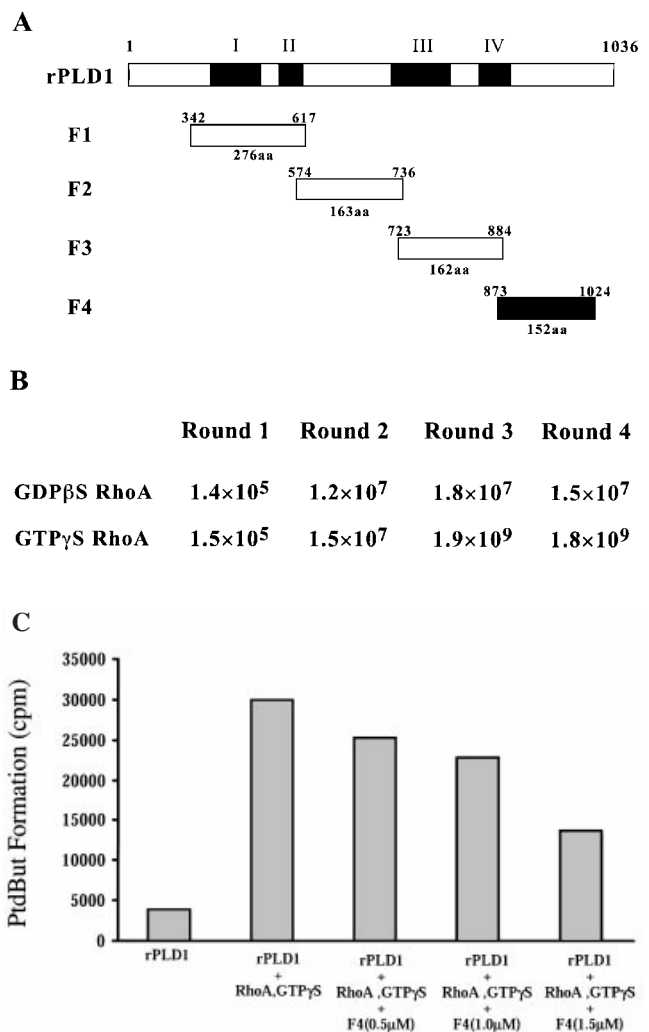 A
1 I II III IV 1036
rPLD1
F1
342 617
276aa
F2
574 736
163aa
F3
723 884
162aa
F4
873 1024
152aa
B
Round 1 Round 2 Round 3 Round 4
GDPβS RhoA 1.4×10⁵ 1.2×10⁷ 1.8×10⁷ 1.5×10⁷
GTPγS RhoA 1.5×10⁵ 1.5×10⁷ 1.9×10⁹ 1.8×10⁹
C
PtdBut Formation (cpm)
35000
30000
25000
20000
15000
10000
5000
0
rPLD1
rPLD1
+
RhoA,GTPγS
rPLD1
+
RhoA ,GTPγS
+
F4(0.5μM)
rPLD1
+
RhoA ,GTPγS
+
F4(1.0μM)
rPLD1
+
RhoA ,GTPγS
+
F4(1.5μM)